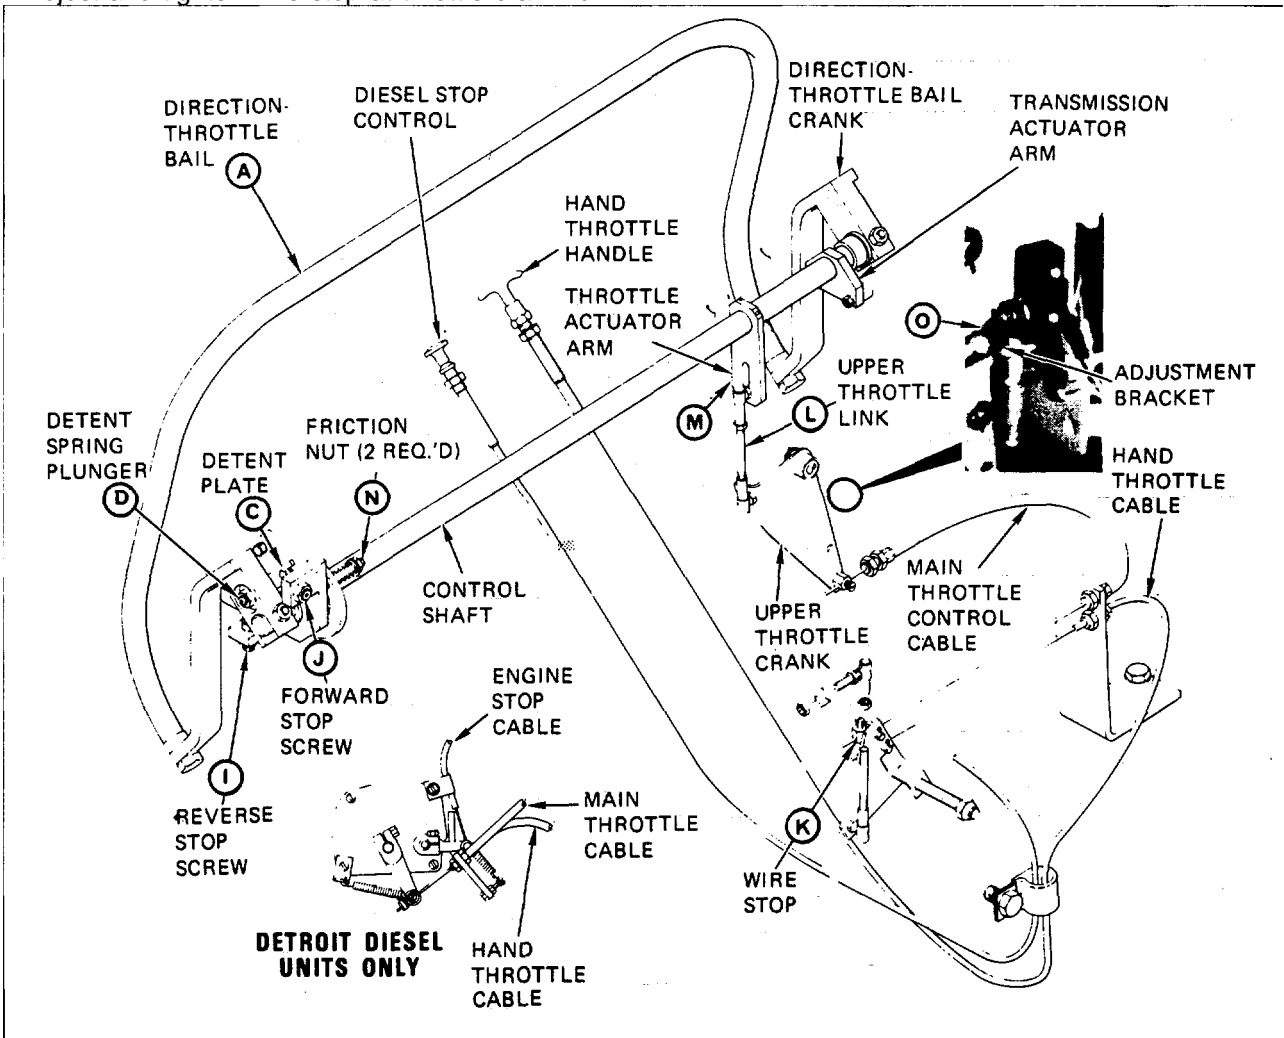 DIRECTION-
THROTTLE
BAIL
A
DIESEL STOP
CONTROL
DIRECTION-
THROTTLE BAIL
CRANK
TRANSMISSION
ACTUATOR
ARM
HAND
THROTTLE
HANDLE
THROTTLE
ACTUATOR
ARM
O
ADJUSTMENT
BRACKET
UPPER
THROTTLE
LINK
L
M
DETENT
SPRING
PLUNGER
D
DETENT
PLATE
C
FRICTION
NUT (2 REQ.'D)
N
HAND
THROTTLE
CABLE
CONTROL
SHAFT
UPPER
THROTTLE
CRANK
MAIN
THROTTLE
CONTROL
CABLE
J
FORWARD
STOP
SCREW
I
REVERSE
STOP
SCREW
ENGINE
STOP
CABLE
MAIN
THROTTLE
CABLE
K
WIRE
STOP
DETROIT DIESEL
UNITS ONLY
HAND
THROTTLE
CABLE